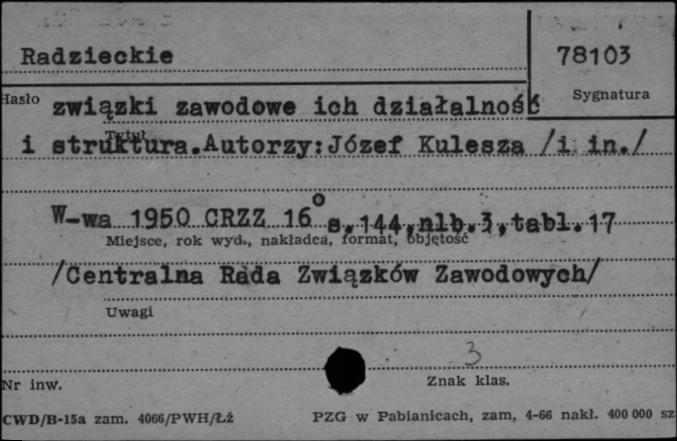 Radzieckie 78103
Hasło Sygnatura
związki zawodowe ich działalność
Tytuł
i struktura.Autorzy:Józef Kulesza /i in./
W-wa 1950 CRZZ 16° s.144,nlb.3,tabl.17
Miejsce, rok wyd., nakładca, format, objętość
/Centralna Rada Związków Zawodowych/
Uwagi
3
Nr inw. Znak klas.
CWD/B-15a zam. 4066/PWH/Łż PZG w Pabianicach, zam, 4-66 nakł. 400 000 sz